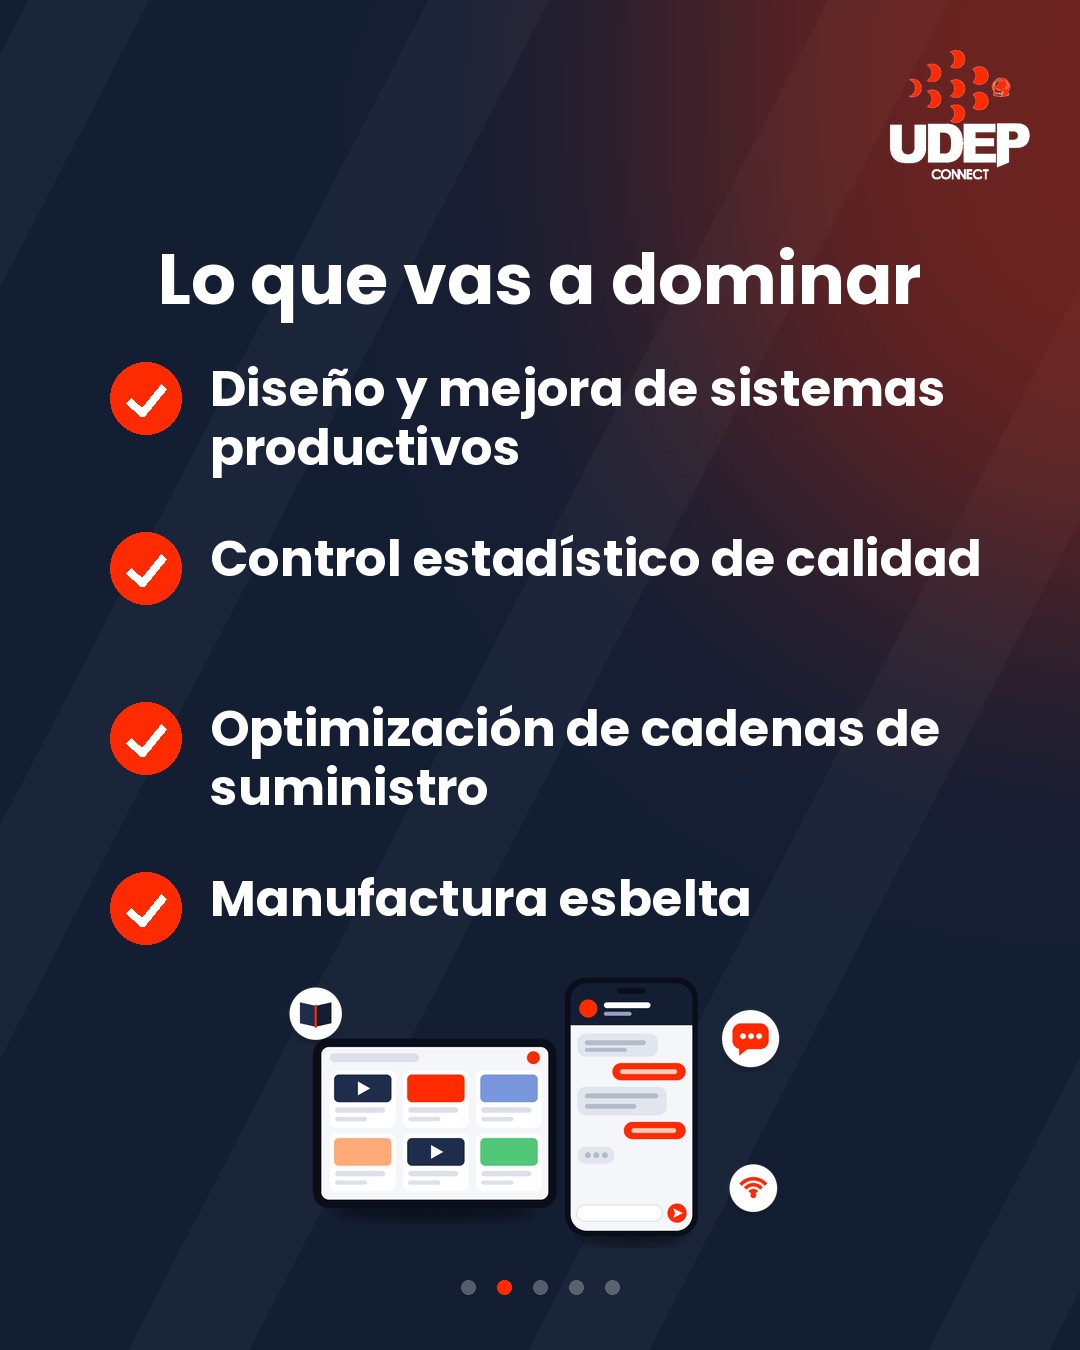 UDEP
CONNECT
Lo que vas a dominar
Diseño y mejora de sistemas
productivos
Control estadístico de calidad
Optimización de cadenas de
suministro
Manufactura esbelta